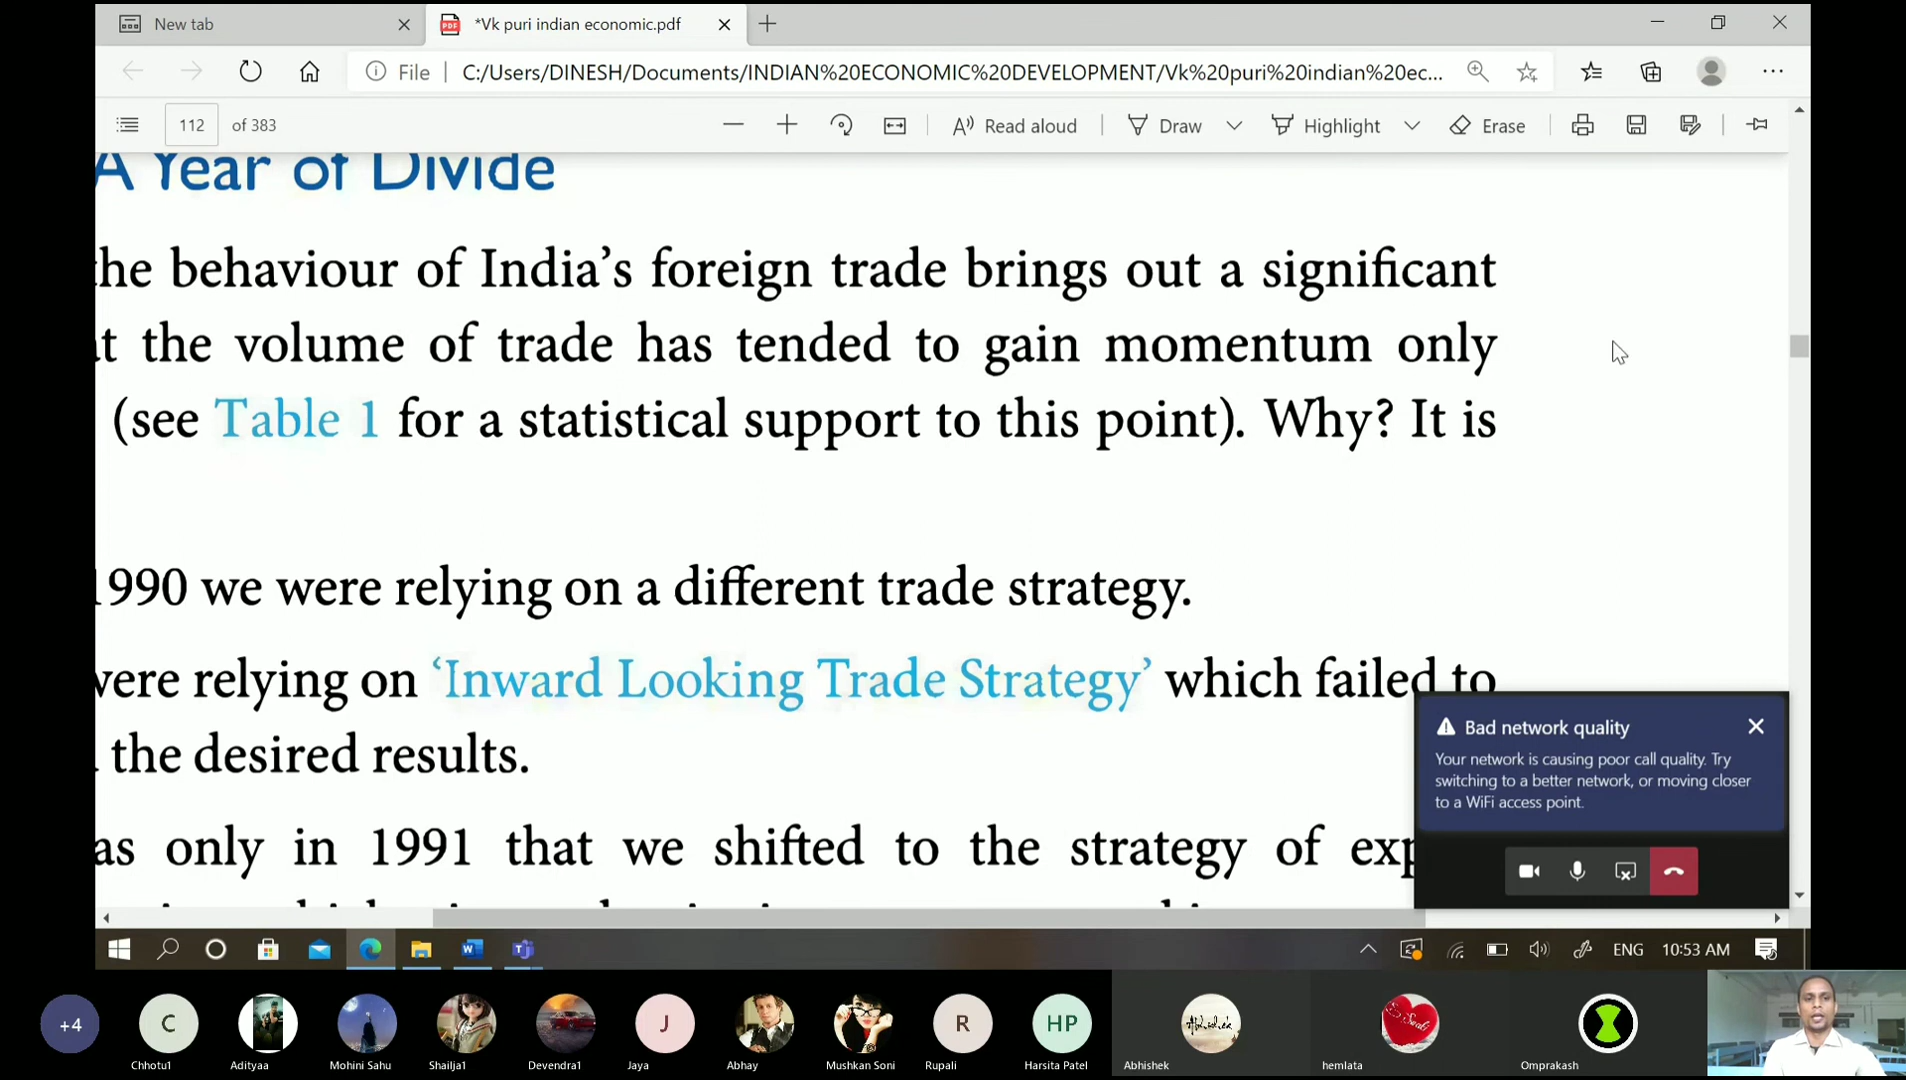 New tab
*Vk puri indian economic.pdf
File
C:/Users/DINESH/Documents/INDIAN%20ECONOMIC%20DEVELOPMENT/Vk%20puri%20indian%20ec...
112 of 383
Read aloud
Draw
Highlight
Erase
A Year of Divide
the behaviour of India's foreign trade brings out a significant
at the volume of trade has tended to gain momentum only
(see Table 1 for a statistical support to this point). Why? It is
1990 we were relying on a different trade strategy.
were relying on 'Inward Looking Trade Strategy' which failed to
the desired results.
as only in 1991 that we shifted to the strategy of exp
Bad network quality
Your network is causing poor call quality. Try
switching to a better network, or moving closer
to a WiFi access point.
ENG
10:53 AM
+4
C
J
R
HP
Chhotu1
Adityaa
Mohini Sahu
Shailja1
Devendra1
Jaya
Abhay
Mushkan Soni
Rupali
Harsita Patel
Abhishek
hemlata
Omprakash